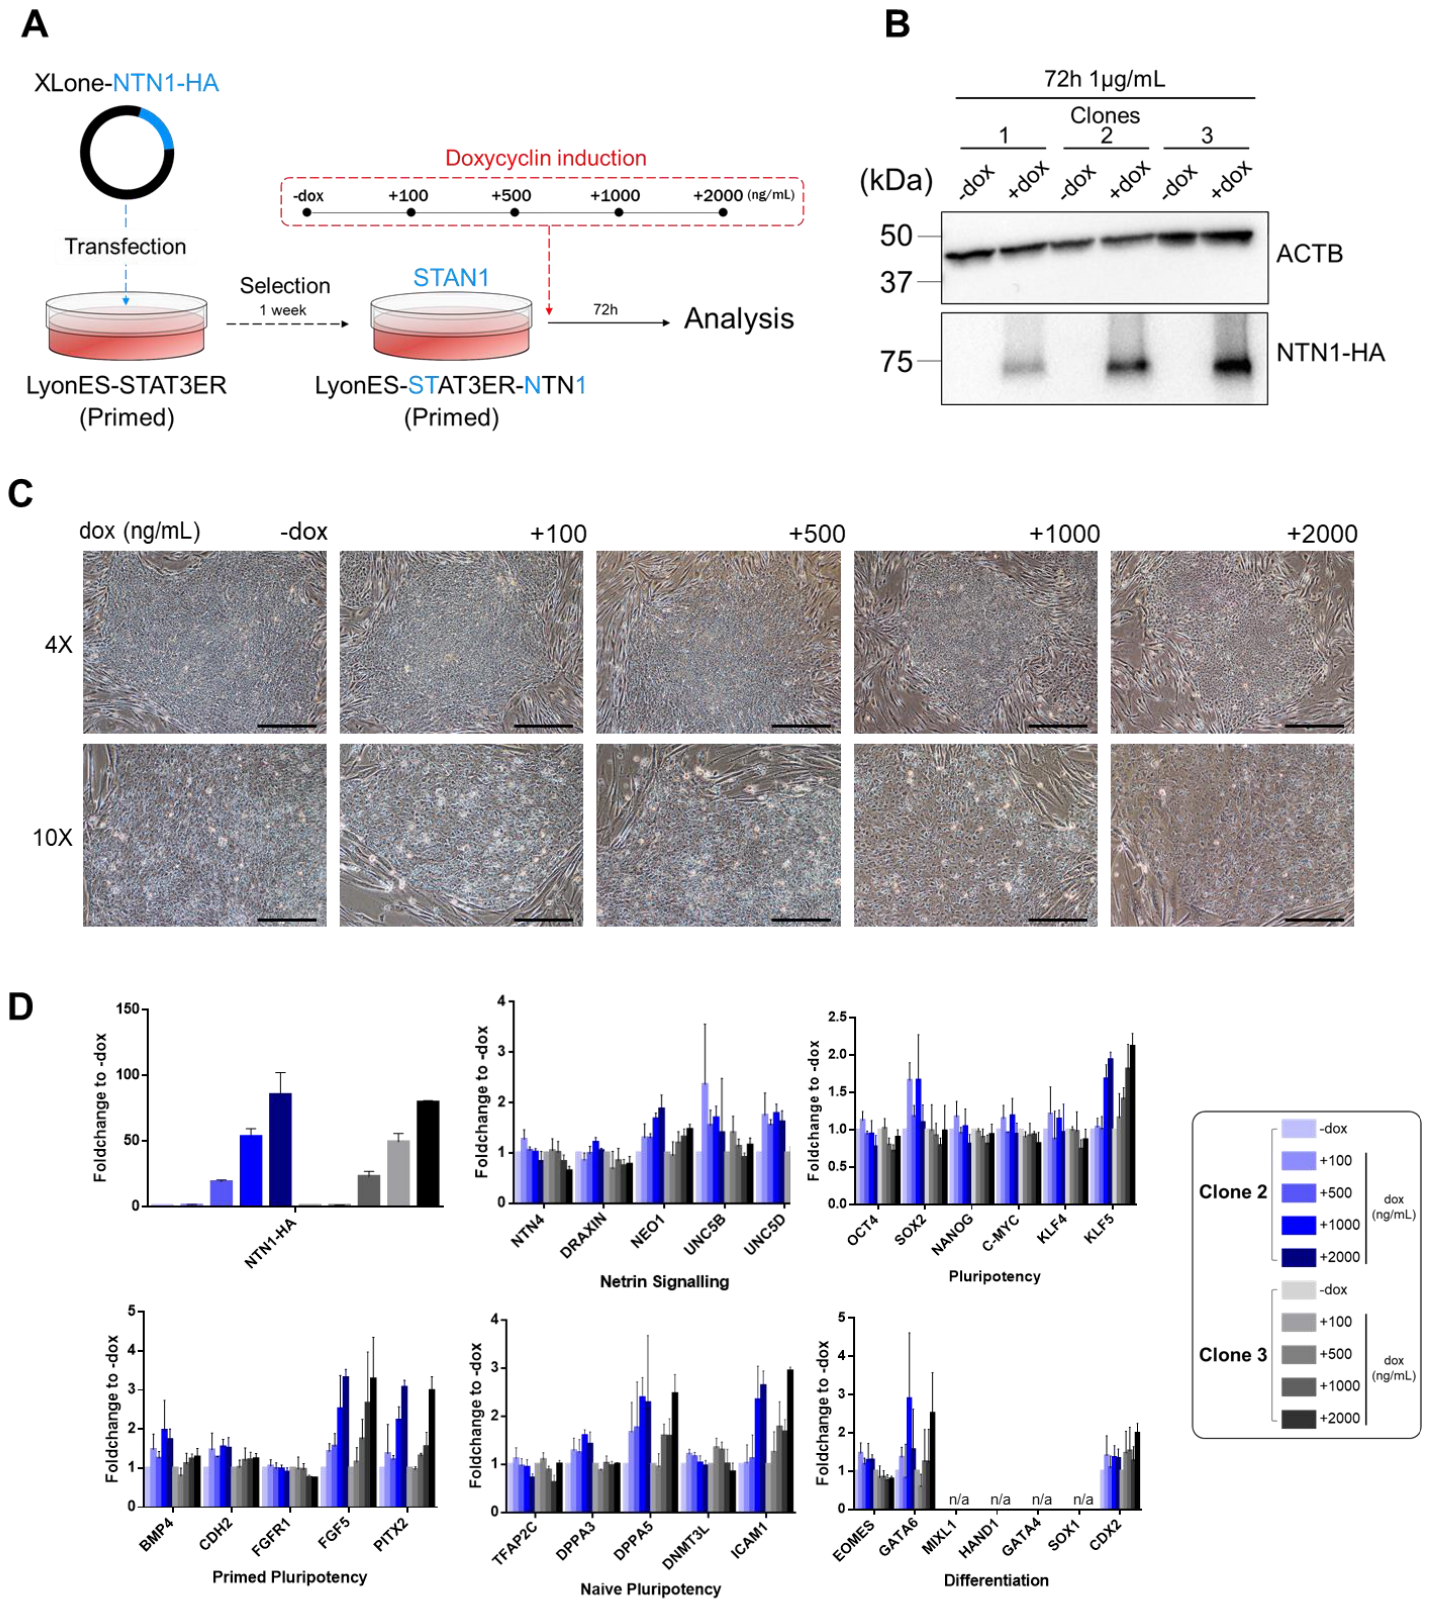 A
XLone-NTN1-HA
Transfection
LyonES-STAT3ER
(Primed)
Selection
1 week
Doxycyclin induction
-dox +100 +500 +1000 +2000 (ng/mL)
STAN1
LyonES-STAT3ER-NTN1
(Primed)
72h
Analysis
B
72h 1µg/mL
Clones
1 2 3
(kDa) -dox +dox -dox +dox -dox +dox
50
37
ACTB
75
NTN1-HA
C
dox (ng/mL) -dox +100 +500 +1000 +2000
4X
10X
D
Foldchange to -dox
150
100
50
0
NTN1-HA
Foldchange to -dox
4
3
2
1
0
NTN4 DRAXIN NEO1 UNC5B UNC5D
Netrin Signalling
Foldchange to -dox
2.5
2.0
1.5
1.0
0.5
0.0
OCT4 SOX2 NANOG C-MYC KLF4 KLF5
Pluripotency
Foldchange to -dox
5
4
3
2
1
0
BMP4 CDH2 FGFR1 FGF5 PITX2
Primed Pluripotency
Foldchange to -dox
4
3
2
1
0
TFAP2C DPPA3 DPPA5 DNMT3L ICAM1
Naive Pluripotency
Foldchange to -dox
5
4
3
2
1
0
n/a n/a n/a n/a
EOMES GATA6 MIXL1 HAND1 GATA4 SOX1 CDX2
Differentiation
Clone 2
-dox
+100
+500
+1000
+2000
dox
(ng/mL)
Clone 3
-dox
+100
+500
+1000
+2000
dox
(ng/mL)